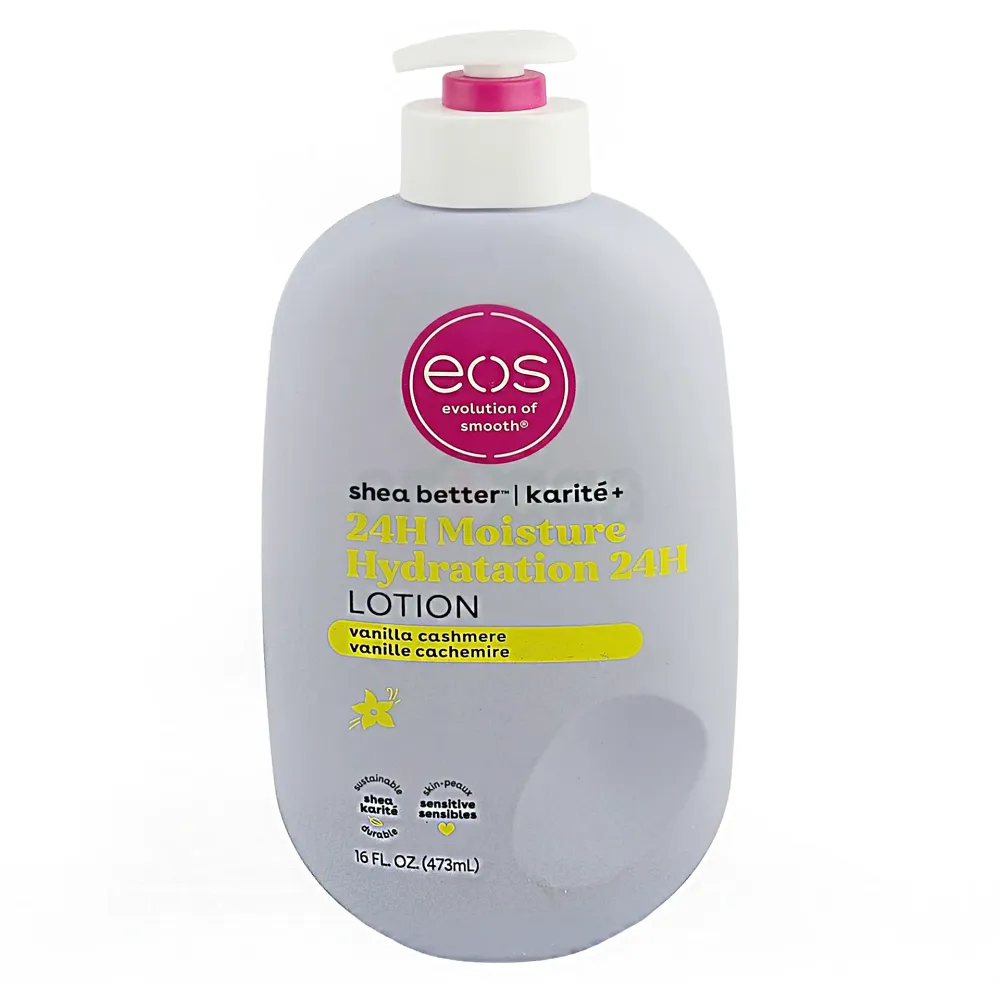 eos
evolution of
smooth®
shea better™ | karité+
24H Moisture
Hydratation 24H
LOTION
vanilla cashmere
vanille cachemire
sustainable
shea
karité
durable
skin•peaux
sensitive
sensibles
16 FL. OZ. (473mL)